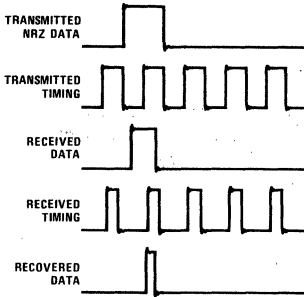 TRANSMITTED
NRZ DATA
TRANSMITTED
TIMING
RECEIVED
DATA
RECEIVED
TIMING
RECOVERED
DATA